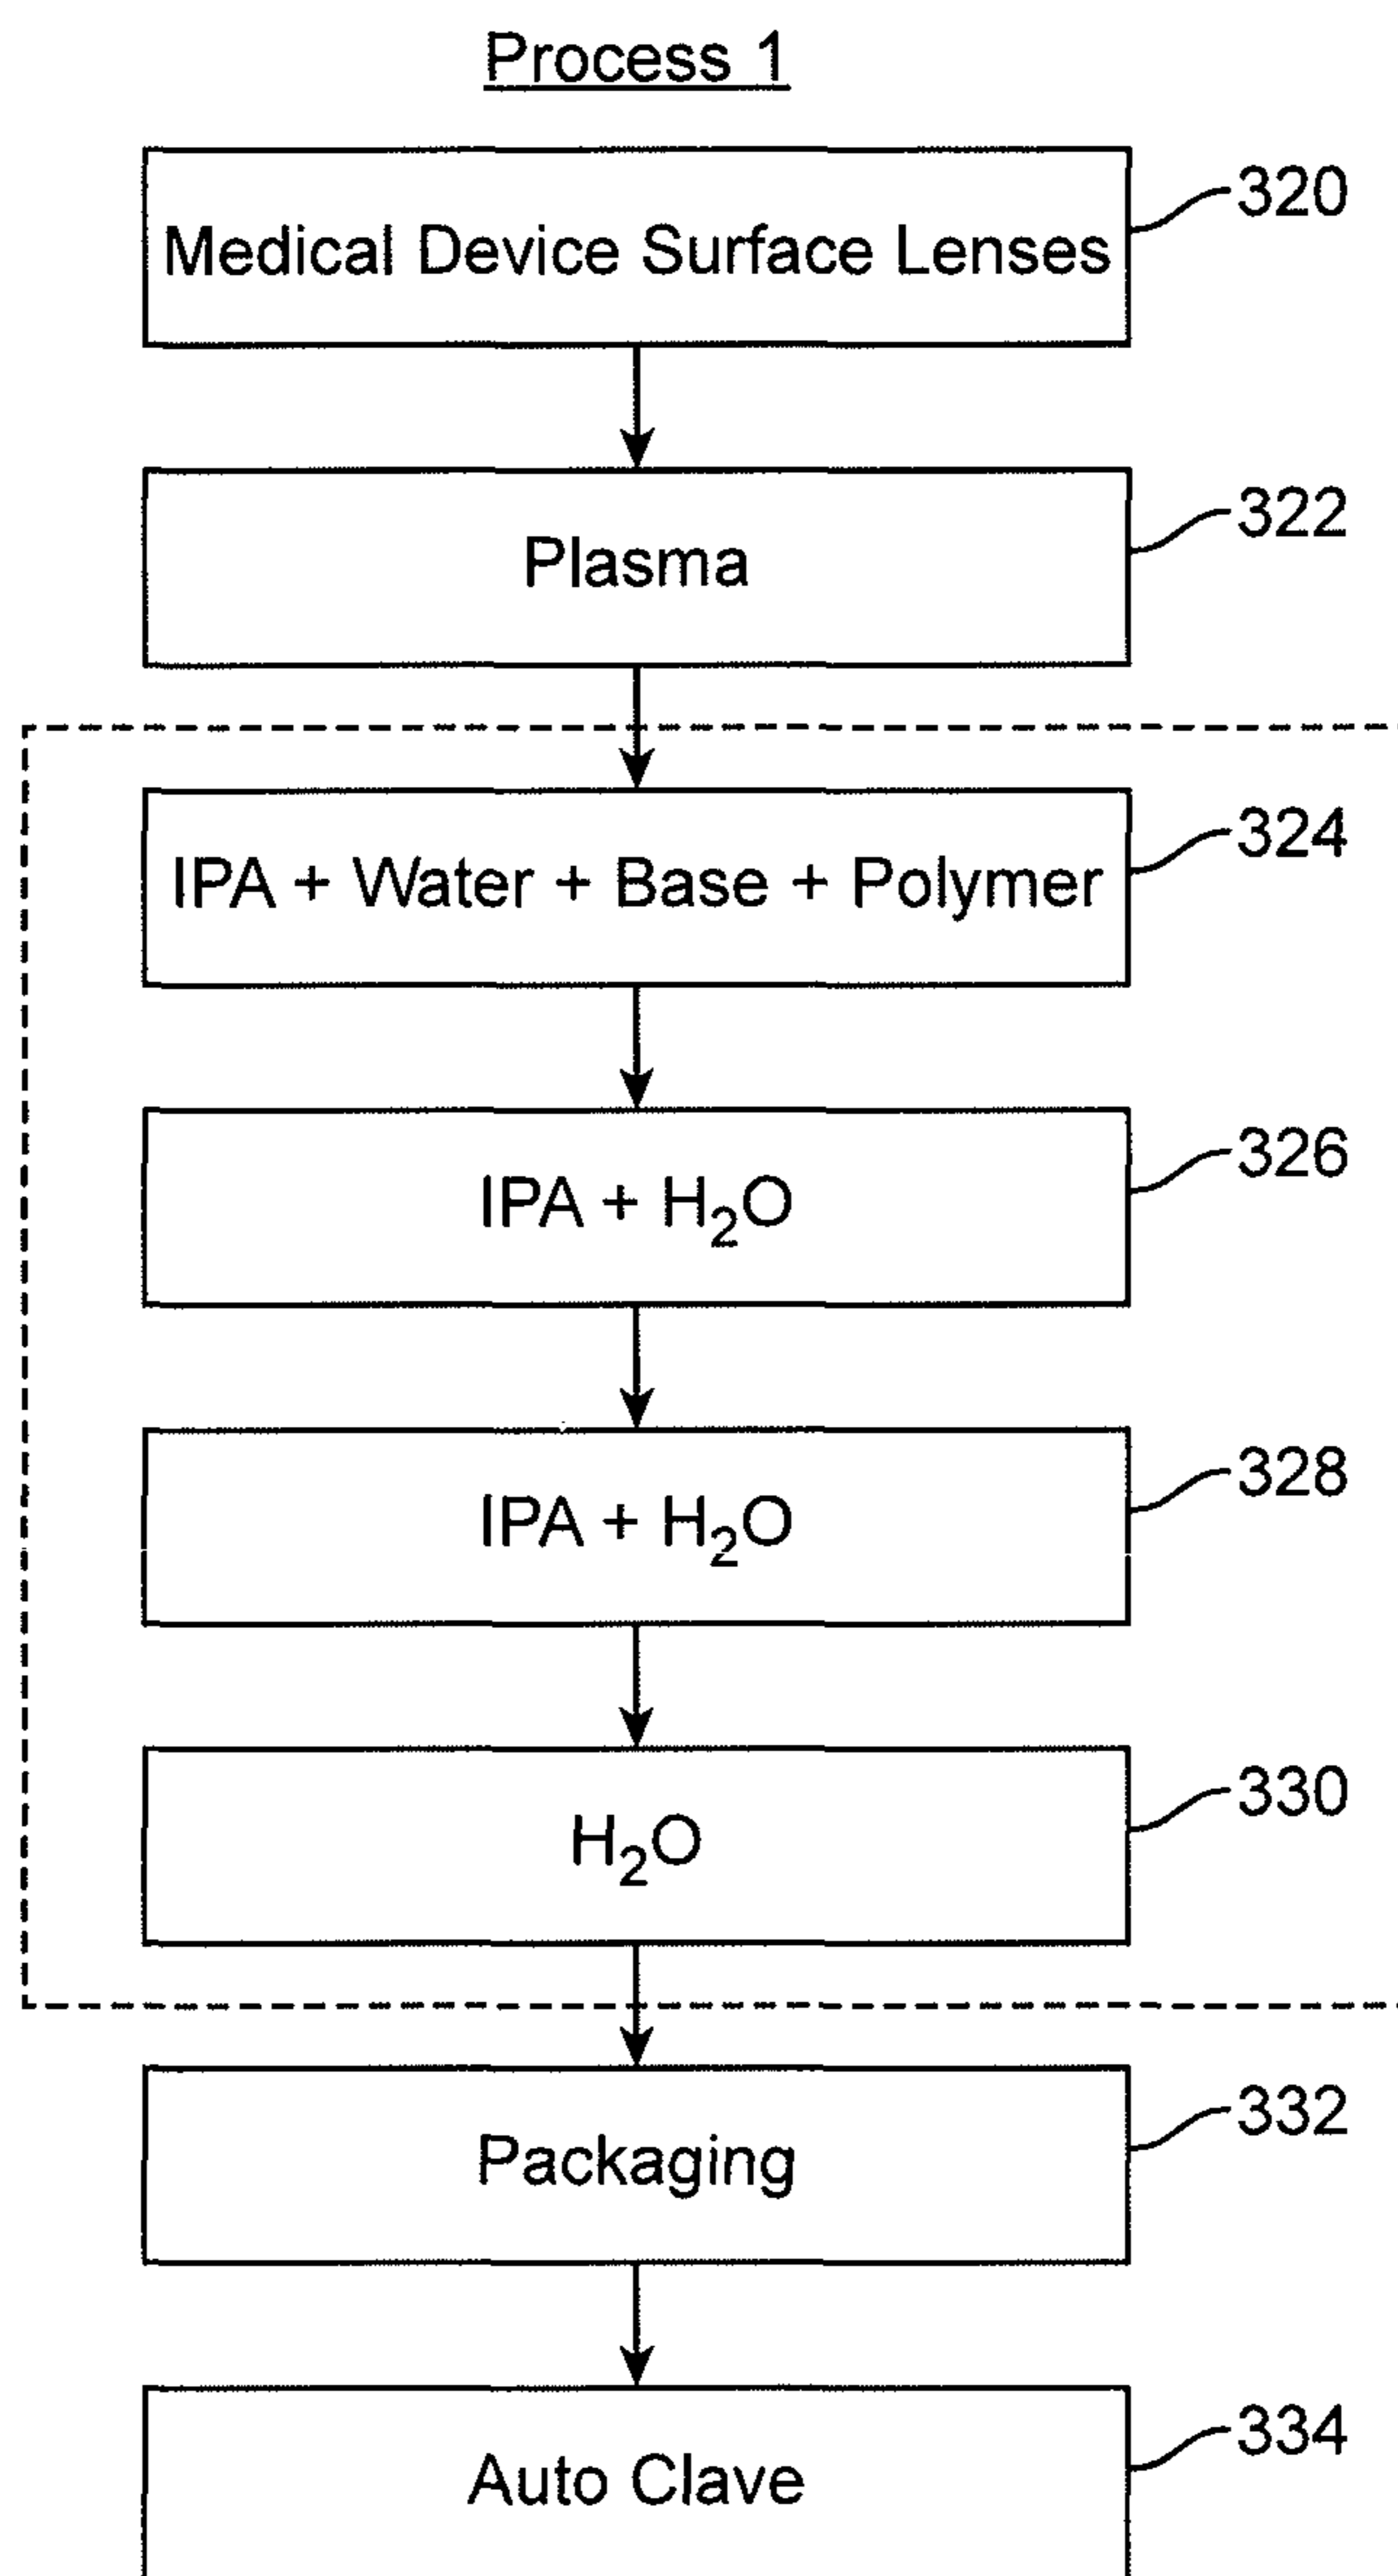 Process 1
Medical Device Surface Lenses
320
Plasma
322
IPA + Water + Base + Polymer
324
IPA + H₂O
326
IPA + H₂O
328
H₂O
330
Packaging
332
Auto Clave
334